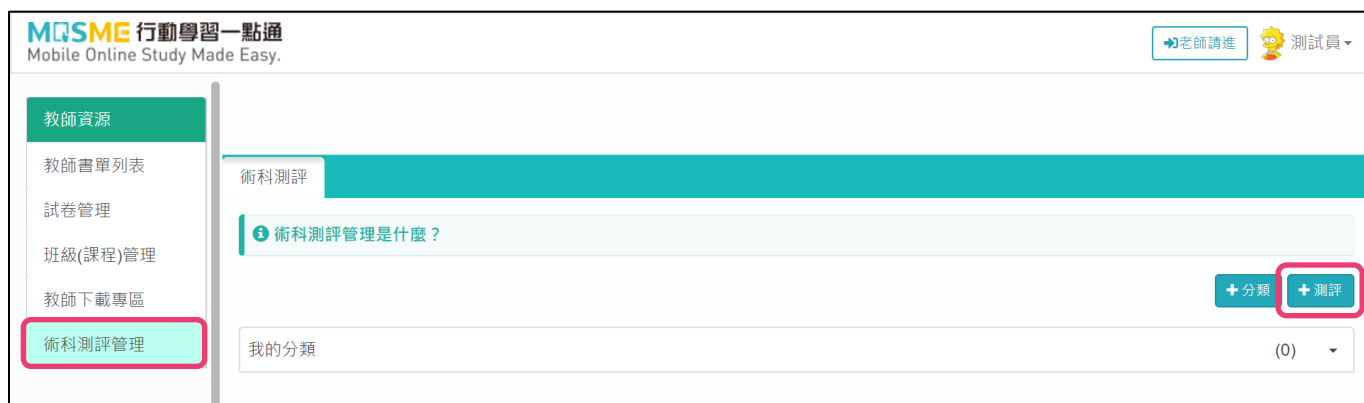 MOSME 行動學習一點通
Mobile Online Study Made Easy.
老師請進
測試員
教師資源
教師書單列表
試卷管理
班級(課程)管理
教師下載專區
術科測評管理
術科測評
術科測評管理是什麼？
+分類
+測評
我的分類 (0)